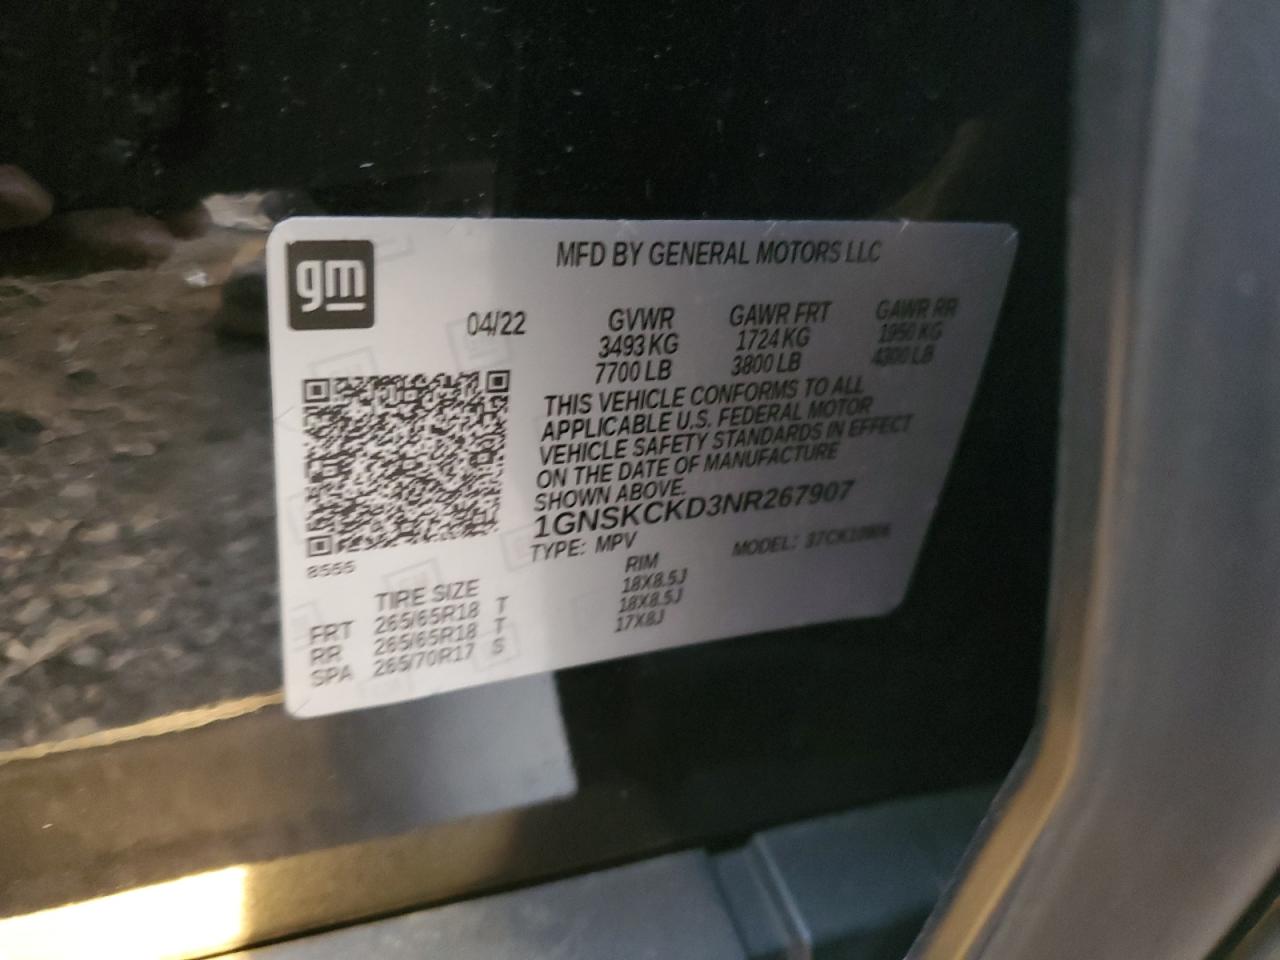 gm
MFD BY GENERAL MOTORS LLC
04/22 GVWR GAWR FRT GAWR RR
3493 KG 1724 KG 1950 KG
7700 LB 3800 LB 4300 LB
THIS VEHICLE CONFORMS TO ALL
APPLICABLE U.S. FEDERAL MOTOR
VEHICLE SAFETY STANDARDS IN EFFECT
ON THE DATE OF MANUFACTURE
SHOWN ABOVE.
1GNSKCKD3NR267907
TYPE: MPV MODEL:
8555
TIRE SIZE RIM
FRT 265/65R18 T 18X8.5J
RR 265/65R18 T 18X8.5J
SPA 265/70R17 S 17X8J